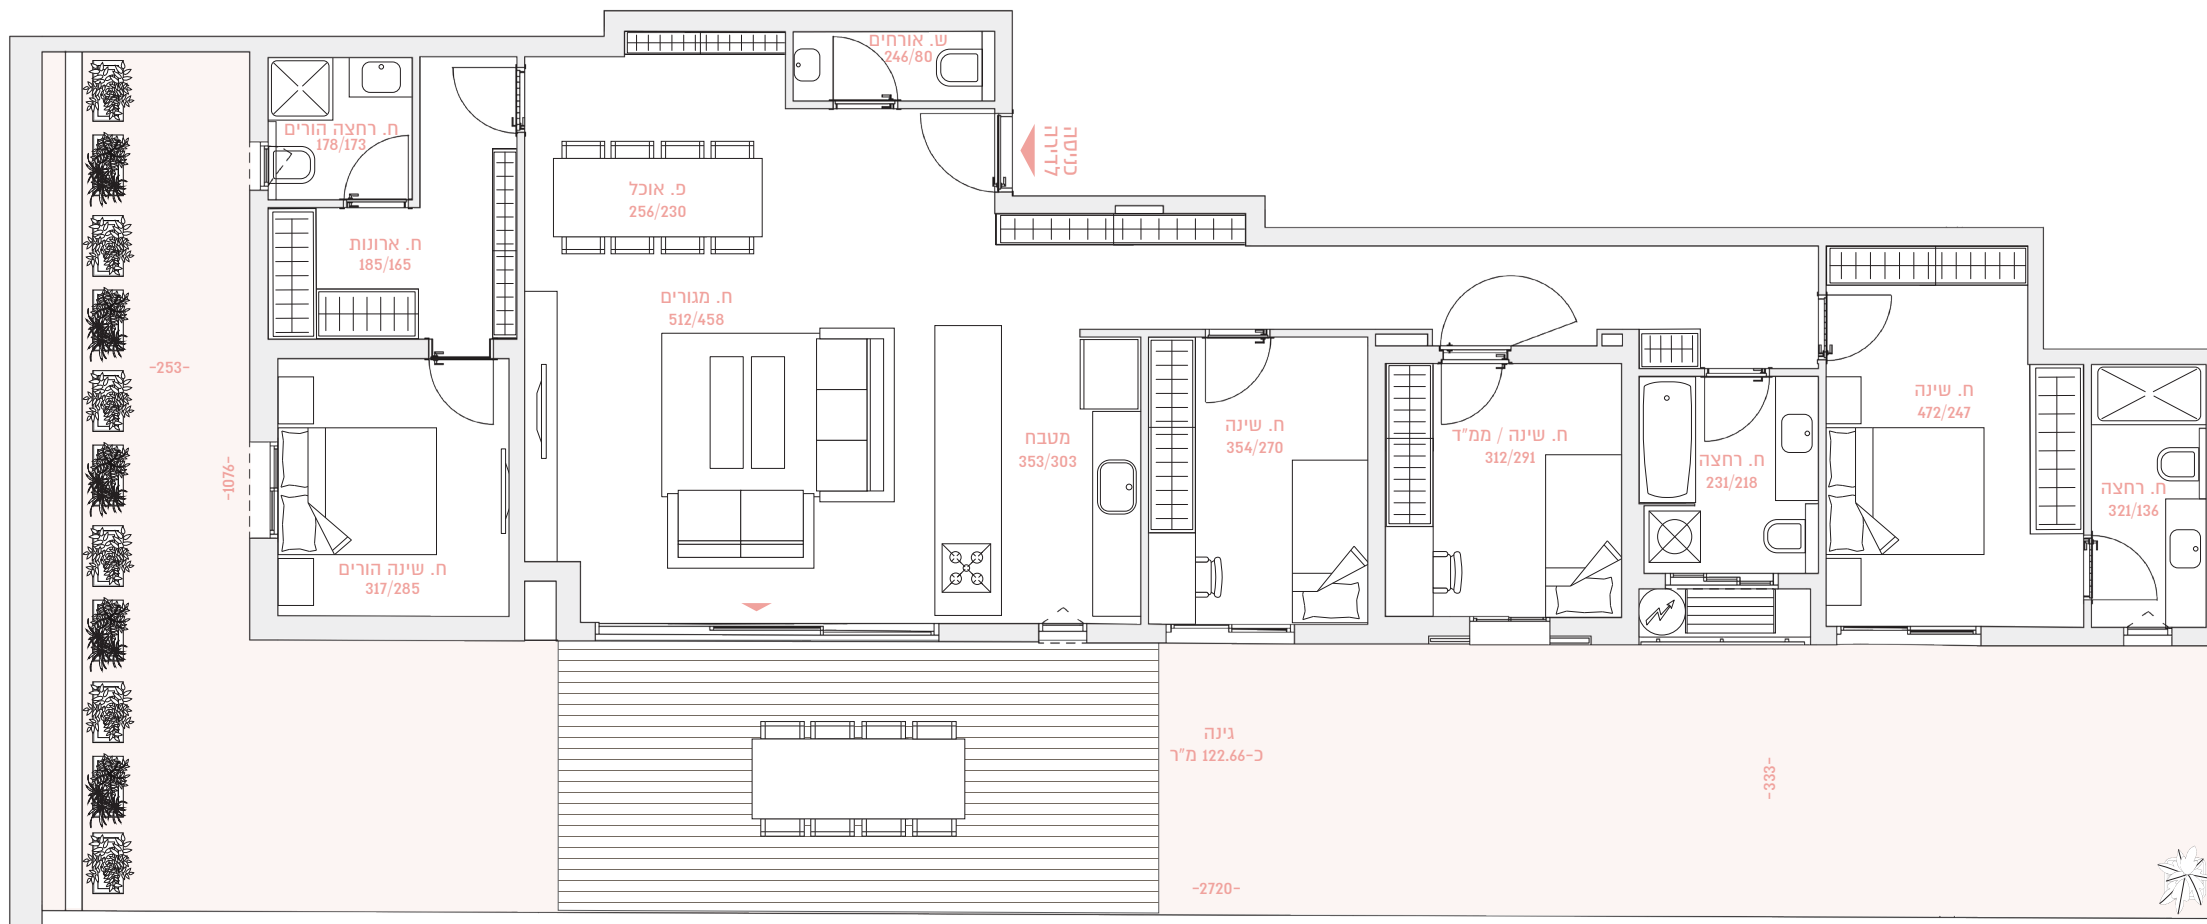 ש. אורחים
246/80
ח. רחצה הורים
178/173
כניסה
לדירה
פ. אוכל
256/230
ח. ארונות
185/165
ח. מגורים
512/458
-253-
-1076-
ח. שינה הורים
317/285
מטבח
353/303
ח. שינה
354/270
ח. שינה / ממ"ד
312/291
ח. רחצה
231/218
ח. שינה
472/247
ח. רחצה
321/136
גינה
כ-122.66 מ"ר
-333-
-2720-